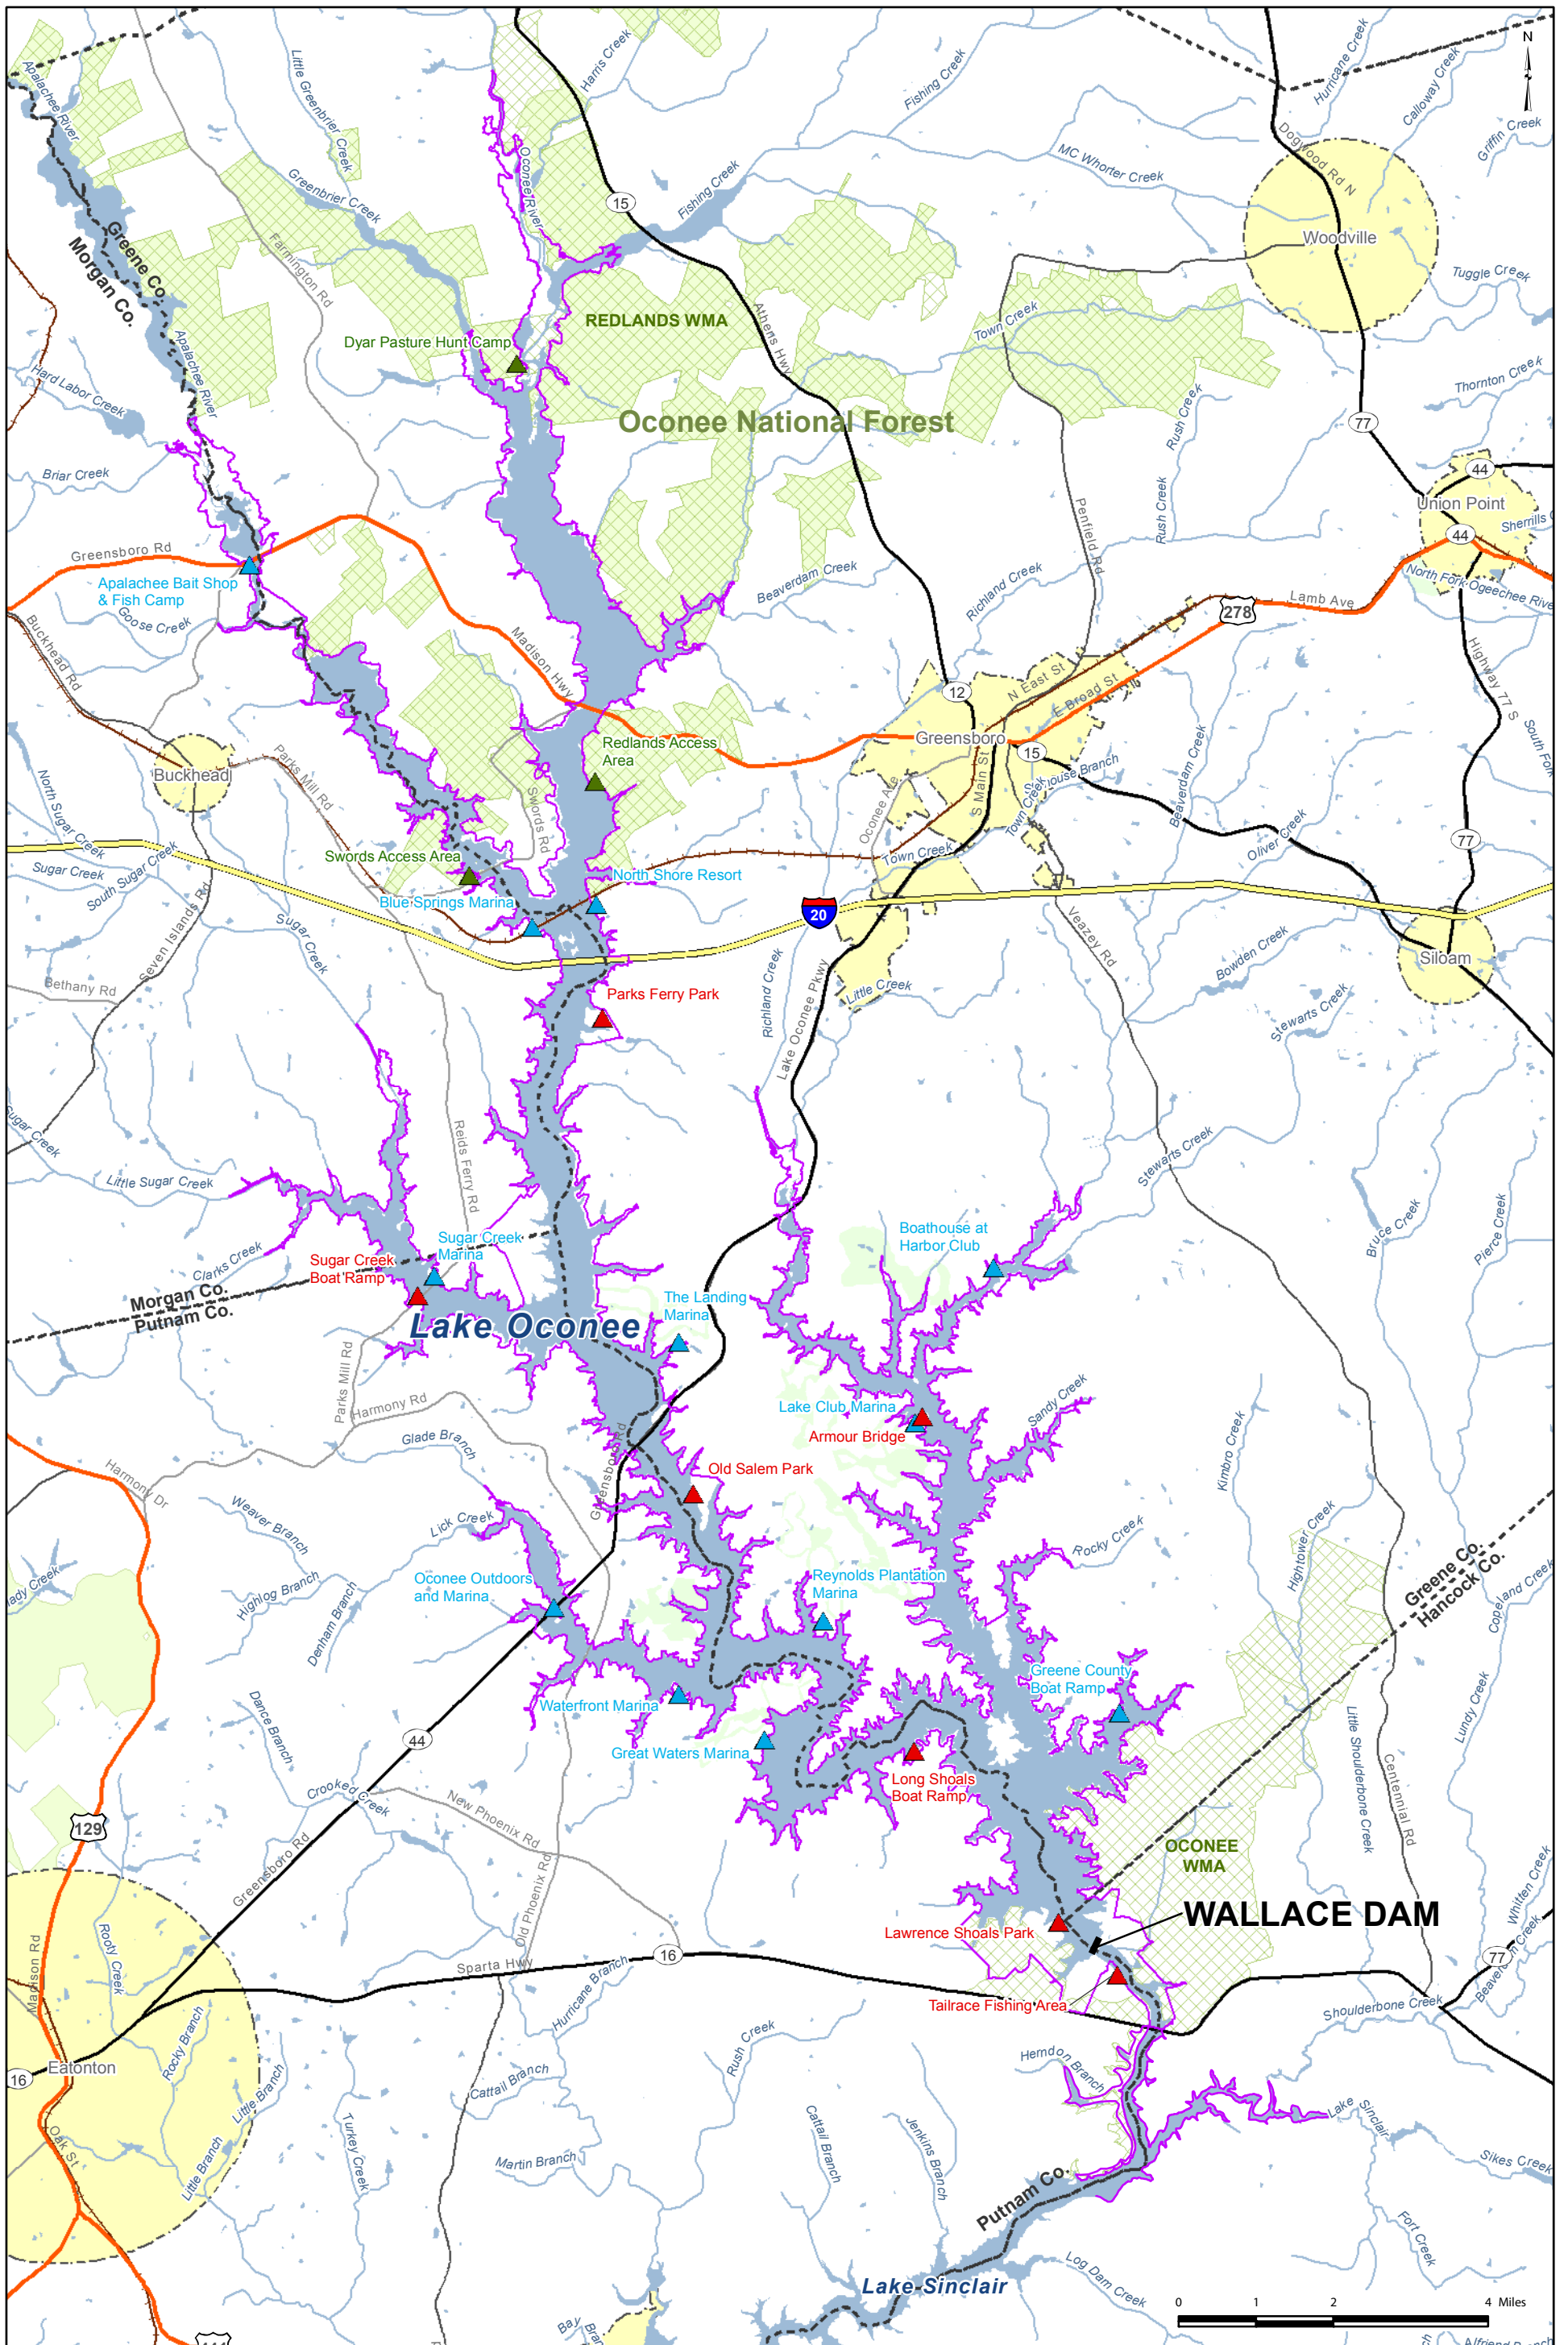 N
Apalachee River
Little Greenbrier Creek
Harris Creek
Fishing Creek
Hurricane Creek
Calloway Creek
Griffin Creek
Dogwood Rd N
MC Whorter Creek
Greenbrier Creek
Oconee River
Fishing Creek
15
Woodville
Greene Co.
Morgan Co.
Farmington Rd
Tuggle Creek
Athens Hwy
Town Creek
REDLANDS WMA
Dyar Pasture Hunt Camp
Apalachee River
Hard Labor Creek
Thornton Creek
Oconee National Forest
Rush Creek
77
Briar Creek
44
Union Point
Rush Creek
Penfield Rd
Sherrills
44
Greensboro Rd
Apalachee Bait Shop
& Fish Camp
Beaverdam Creek
Richland Creek
North Fork Ogeechee Rive
Lamb Ave
278
Goose Creek
Buckhead Rd
Madison Hwy
Highway 77 S
N East St
E Broad St
12
Greensboro
15
Redlands Access
Area
Buckhead
Parks Mill Rd
North Sugar Creek
Swords Rd
Oconee Ave
S Main St
Town Creek
ouse Branch
Beaverdam Creek
South Fork
Oliver Creek
77
Town Creek
Swords Access Area
Sugar Creek
South Sugar Creek
North Shore Resort
Blue Springs Marina
20
Seven Islands Rd
Sugar Creek
Veazey Rd
Bowden Creek
Siloam
Bethany Rd
Richland Creek
Little Creek
Parks Ferry Park
Lake Oconee Pkwy
Stewarts Creek
Sugar Creek
Reids Ferry Rd
Stewarts Creek
Little Sugar Creek
Bruce Creek
Pierce Creek
Boathouse at
Harbor Club
Clarks Creek
Sugar Creek
Marina
Sugar Creek
Boat Ramp
Morgan Co.
Putnam Co.
The Landing
Marina
Lake Oconee
Parks Mill Rd
Harmony Rd
Lake Club Marina
Armour Bridge
Sandy Creek
Kimbro Creek
Glade Branch
Harmony Dr
Greensboro Rd
Old Salem Park
Weaver Branch
Lick Creek
Rocky Creek
Hightower Creek
Greene Co.
Hancock Co.
Copeland Creek
ady Creek
Highlog Branch
Denham Branch
Oconee Outdoors
and Marina
Reynolds Plantation
Marina
Greene County
Boat Ramp
Waterfront Marina
Great Waters Marina
Dance Branch
44
Long Shoals
Boat Ramp
Little Shoulderbone Creek
Lundy Creek
Centennial Rd
Crooked Creek
New Phoenix Rd
129
Greensboro Rd
Old Phoenix Rd
OCONEE
WMA
WALLACE DAM
Whitten Creek
Lawrence Shoals Park
Rooty Creek
Madison Rd
16
Sparta Hwy
77
Hurricane Branch
Tailrace Fishing Area
Shoulderbone Creek
Rocky Branch
Rush Creek
Herndon Branch
Eatonton
16
Little Branch
Cattail Branch
Lake Sinclair
Oak St
Turkey Creek
Cattail Branch
Jenkins Branch
Martin Branch
Little Branch
Sikes Creek
Putnam Co.
Fort Creek
Log Dam Creek
Lake Sinclair
0 1 2 4 Miles
Bay